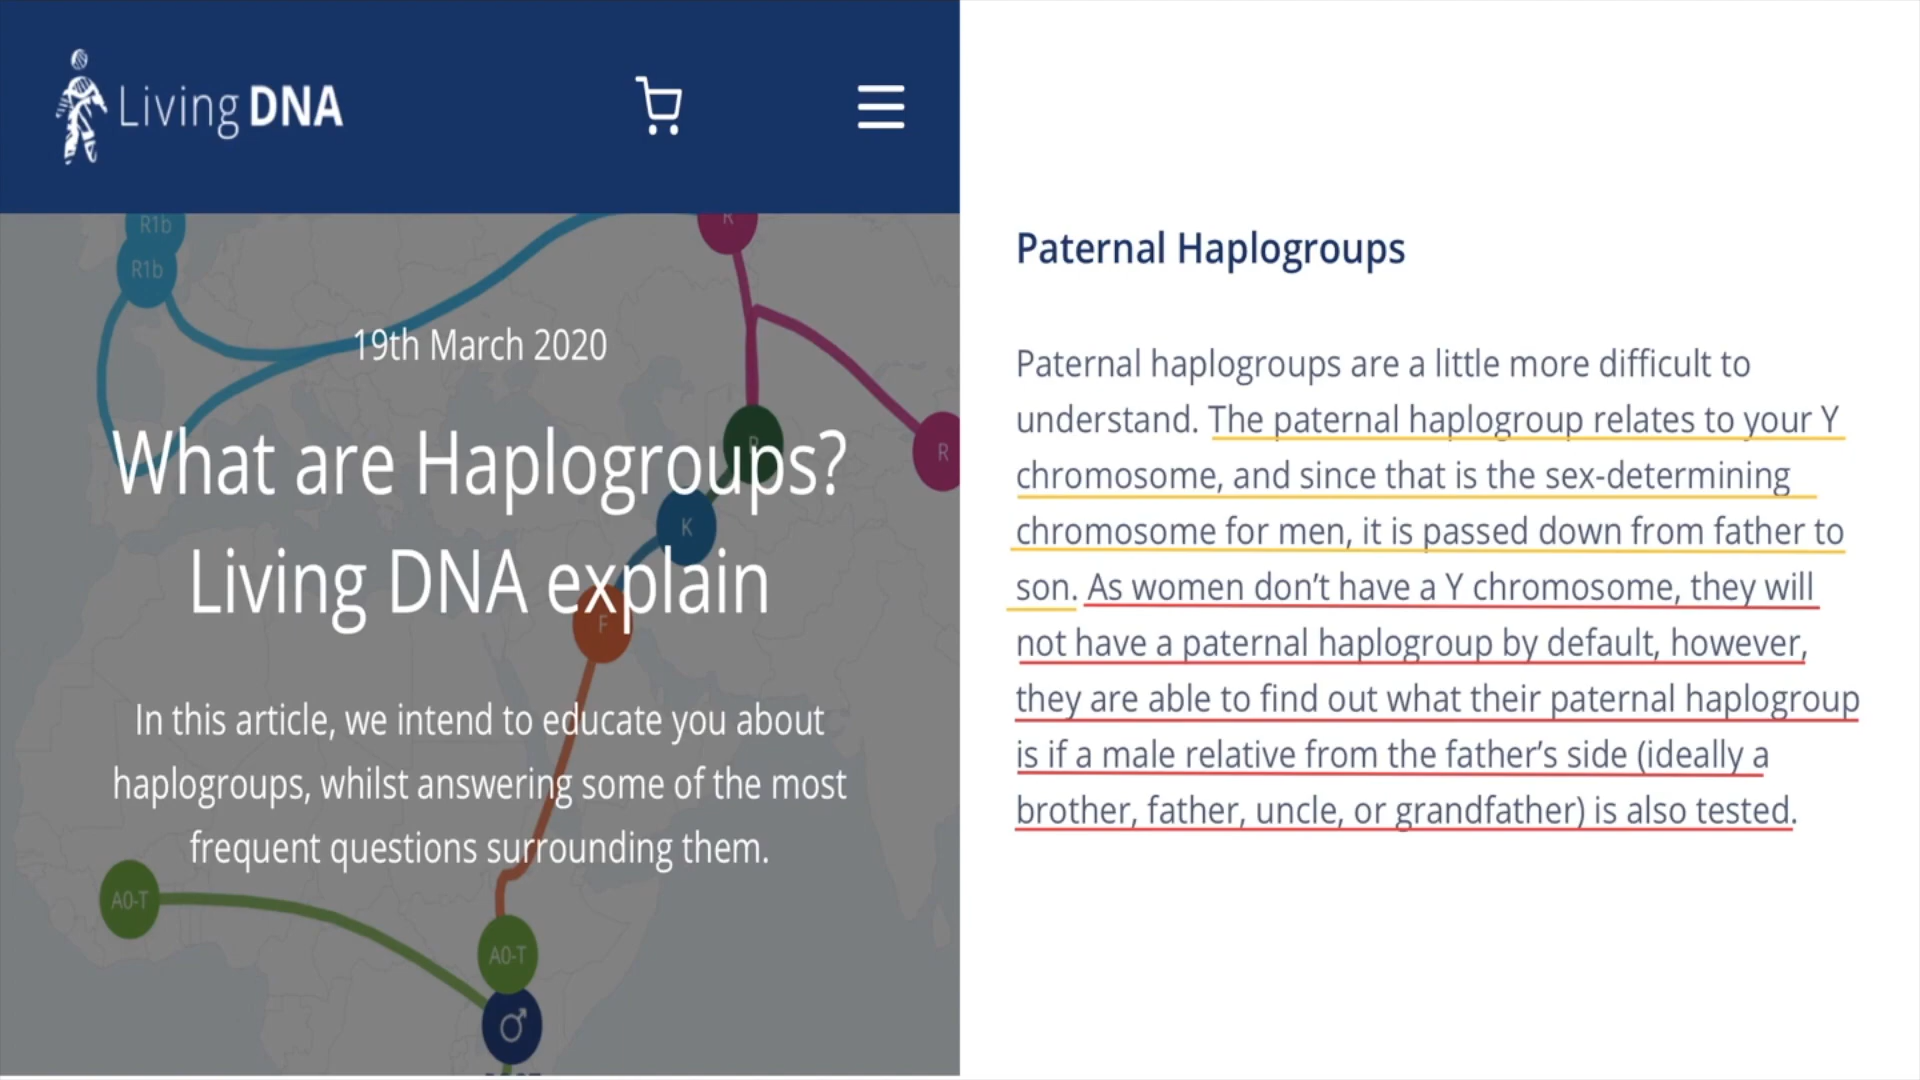 Living DNA
R1b
R1b
R
R
K
F
A0-T
A0-T
19th March 2020
What are Haplogroups?
Living DNA explain
In this article, we intend to educate you about
haplogroups, whilst answering some of the most
frequent questions surrounding them.
Paternal Haplogroups
Paternal haplogroups are a little more difficult to
understand. The paternal haplogroup relates to your Y
chromosome, and since that is the sex-determining
chromosome for men, it is passed down from father to
son. As women don’t have a Y chromosome, they will
not have a paternal haplogroup by default, however,
they are able to find out what their paternal haplogroup
is if a male relative from the father’s side (ideally a
brother, father, uncle, or grandfather) is also tested.